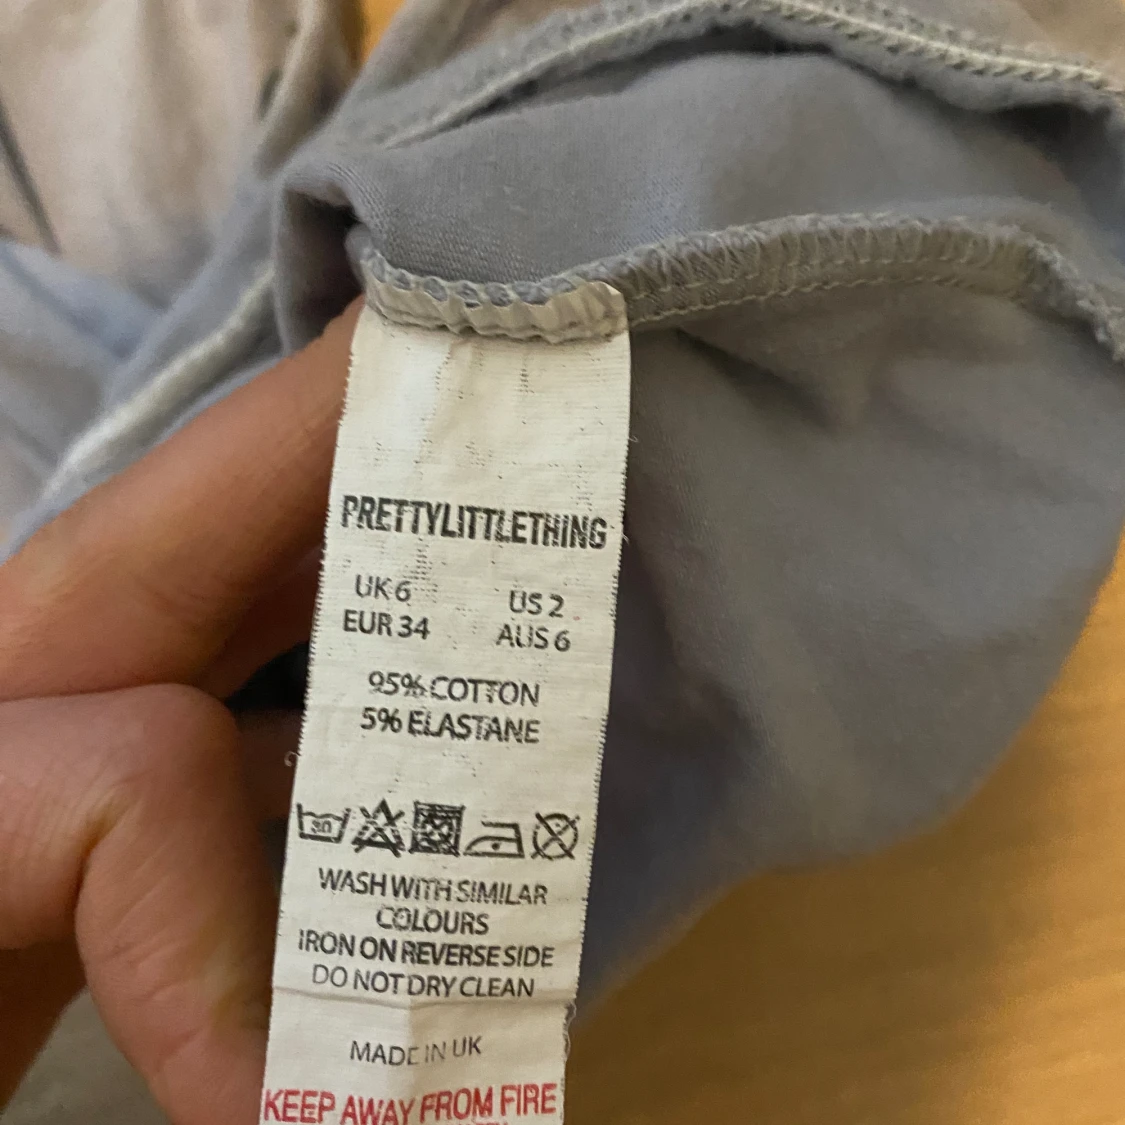 PRETTYLITTLETHING
UK 6 US 2
EUR 34 AUS 6
95% COTTON
5% ELASTANE
30
WASH WITH SIMILAR
COLOURS
IRON ON REVERSE SIDE
DO NOT DRY CLEAN
MADE IN UK
KEEP AWAY FROM FIRE